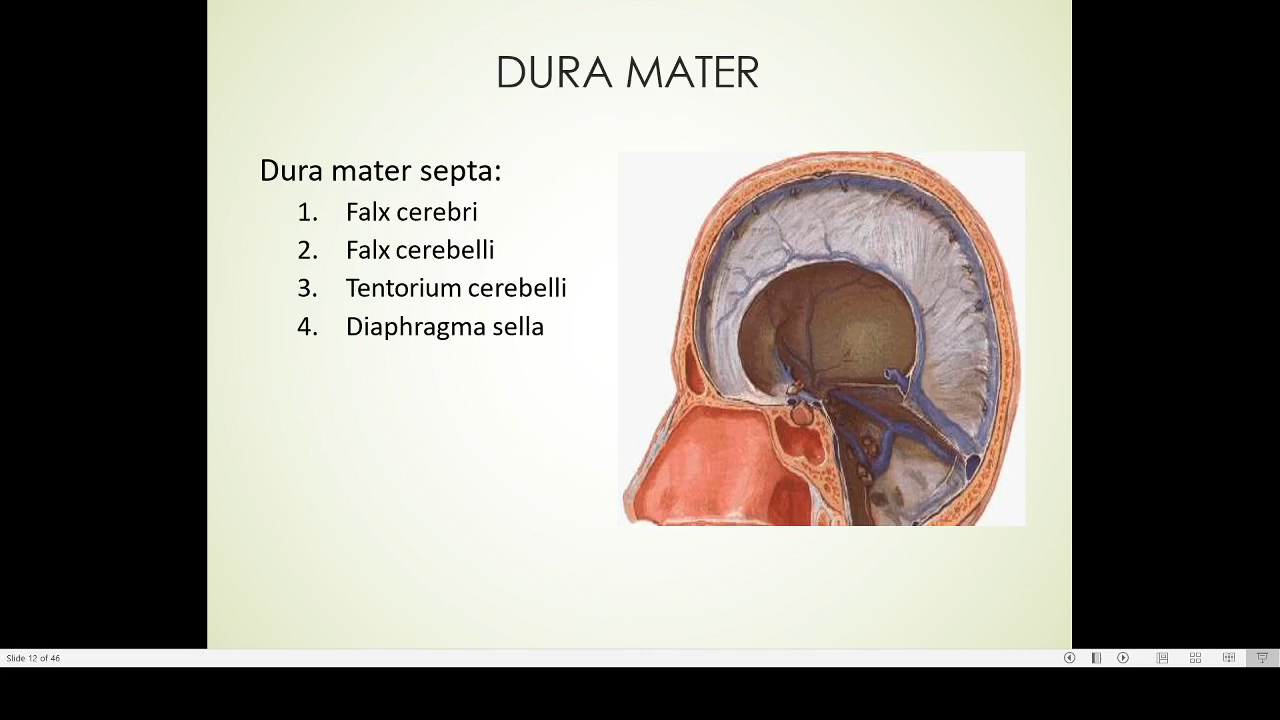 DURA MATER
Dura mater septa:
1. Falx cerebri
2. Falx cerebelli
3. Tentorium cerebelli
4. Diaphragma sella
Slide 12 of 46